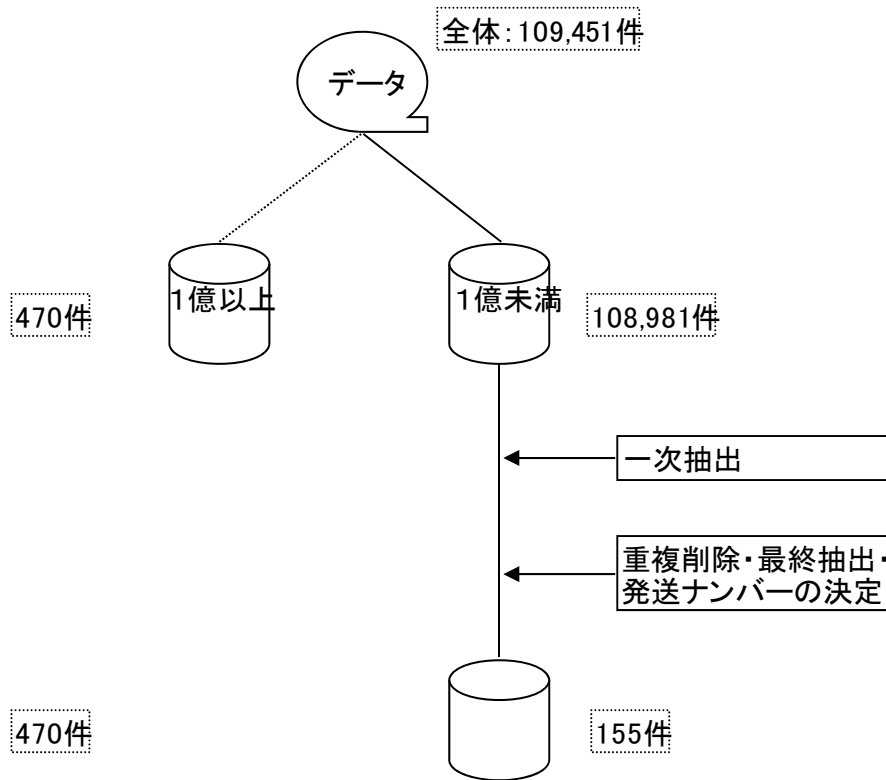 全体：109,451件
データ
1億以上
1億未満
470件
108,981件
一次抽出
重複削除・最終抽出・
発送ナンバーの決定
470件
155件